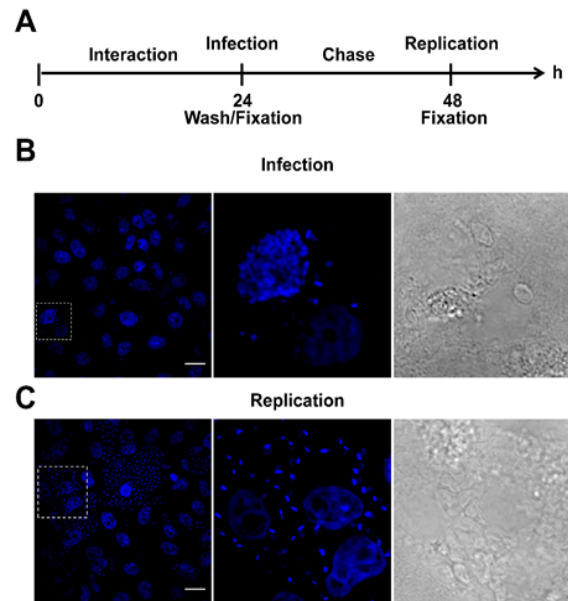 A
Interaction
Infection
Chase
Replication
h
0
24
48
Wash/Fixation
Fixation
B
Infection
C
Replication